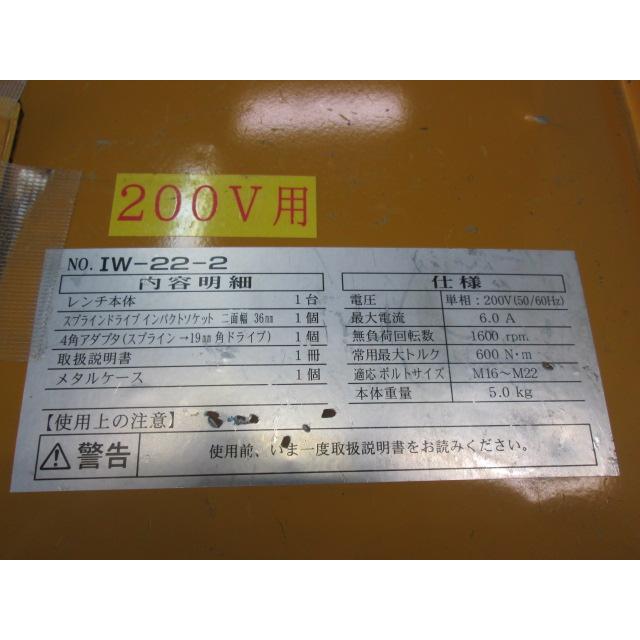 200V用
NO. IW-22-2
内容明細
レンチ本体 1台
スプラインドライブインパクトソケット 二面幅 36mm 1個
4角アダプタ(スプライン→19mm角ドライブ) 1個
取扱説明書 1冊
メタルケース 1個
仕様
電圧 単相:200V(50/60Hz)
最大電流 6.0 A
無負荷回転数 1600 rpm.
常用最大トルク 600 N·m
適応ボルトサイズ M16~M22
本体重量 5.0 kg
【使用上の注意】
警告 使用前、いま一度取扱説明書をお読みください。